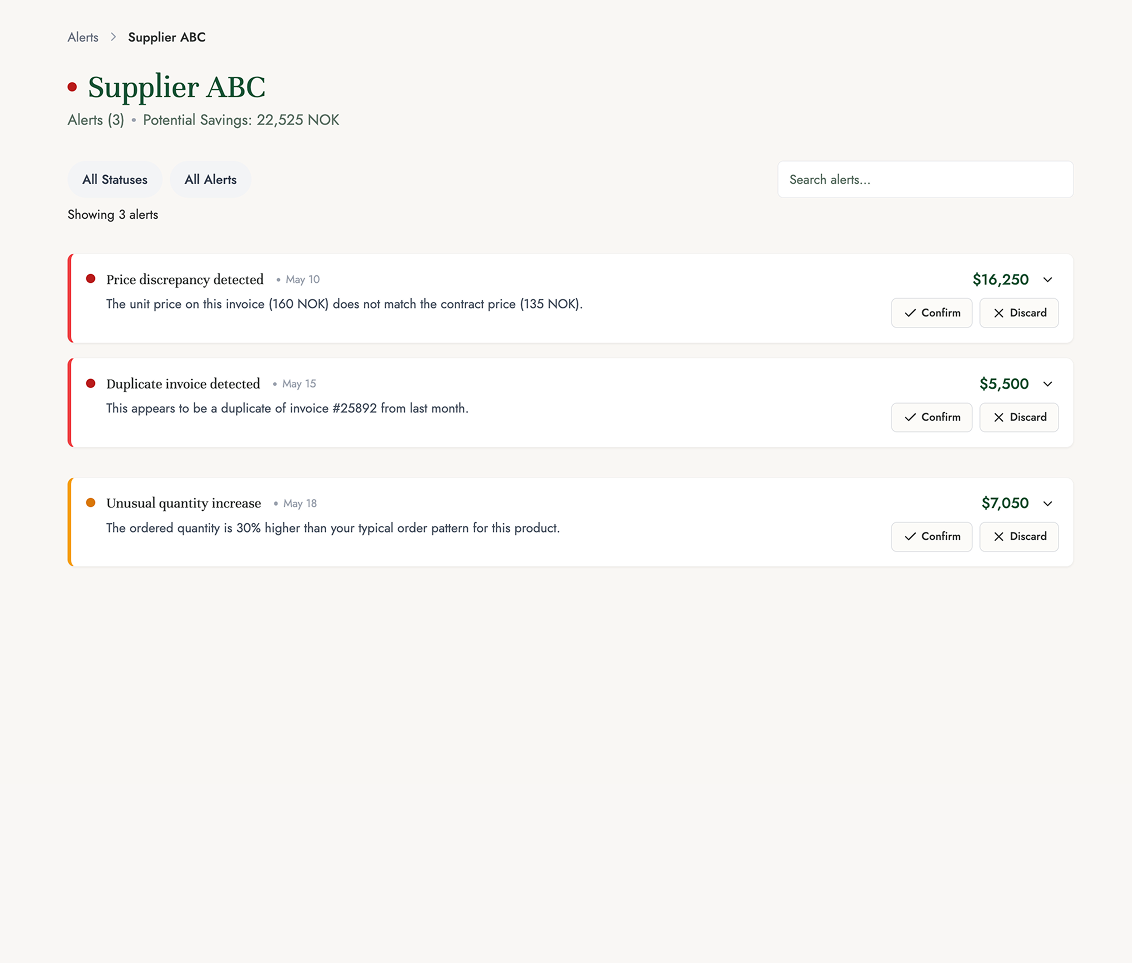 Alerts > Supplier ABC
Supplier ABC
Alerts (3) • Potential Savings: 22,525 NOK
All Statuses All Alerts Search alerts...
Showing 3 alerts
Price discrepancy detected • May 10 $16,250
The unit price on this invoice (160 NOK) does not match the contract price (135 NOK).
Confirm Discard
Duplicate invoice detected • May 15 $5,500
This appears to be a duplicate of invoice #25892 from last month.
Confirm Discard
Unusual quantity increase • May 18 $7,050
The ordered quantity is 30% higher than your typical order pattern for this product.
Confirm Discard